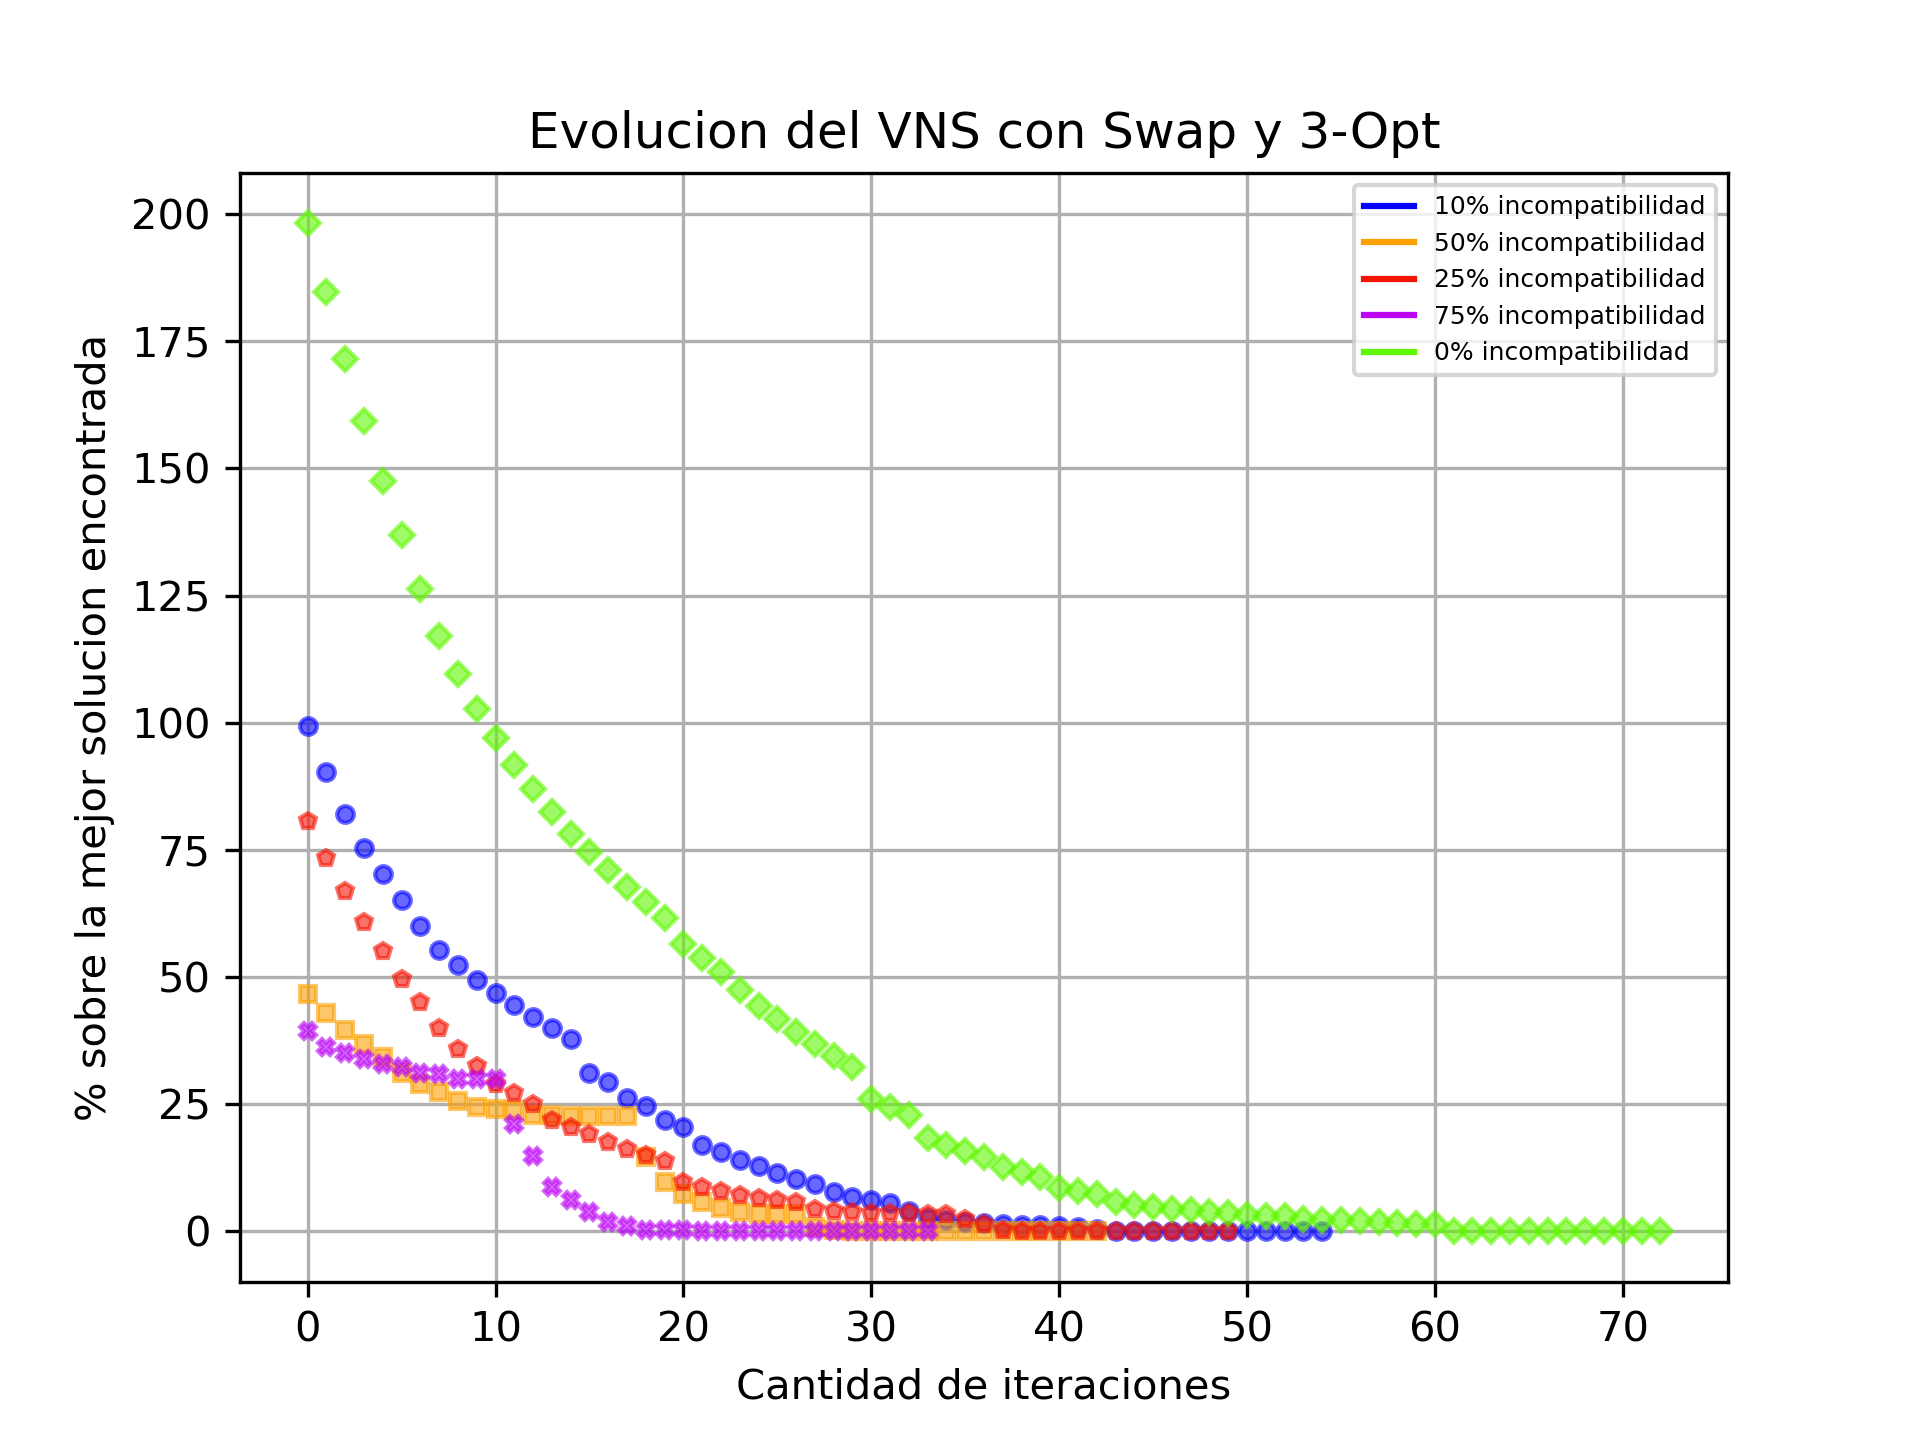 Evolucion del VNS con Swap y 3-Opt
% sobre la mejor solucion encontrada
200
175
150
125
100
75
50
25
0
10% incompatibilidad
50% incompatibilidad
25% incompatibilidad
75% incompatibilidad
0% incompatibilidad
0 10 20 30 40 50 60 70
Cantidad de iteraciones